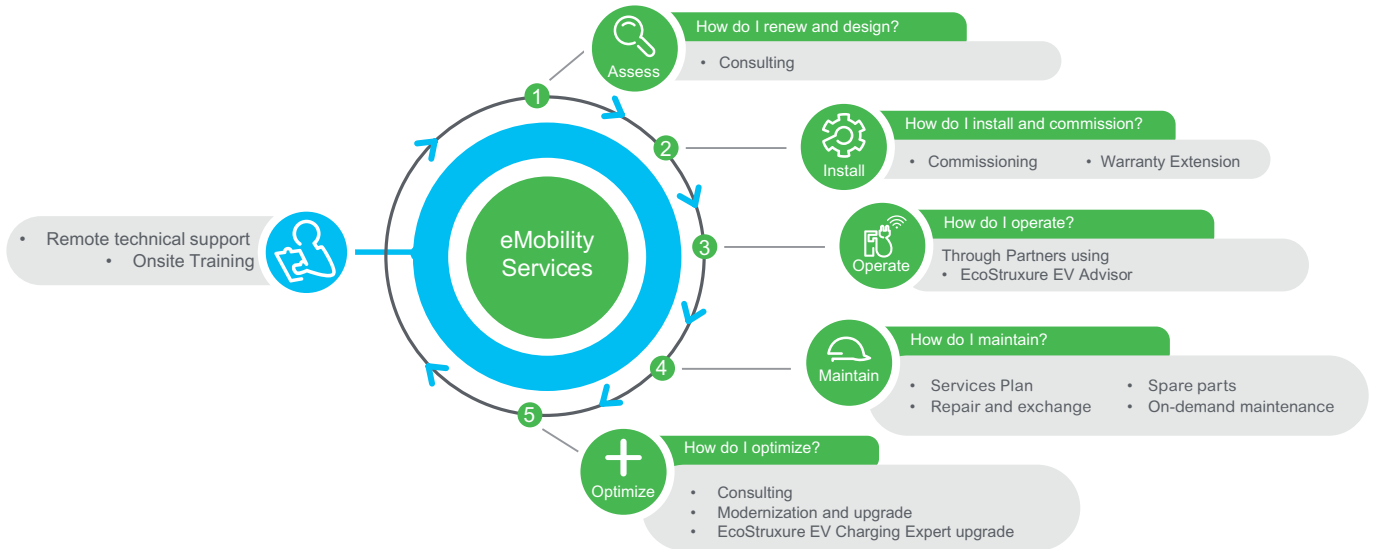 How do I renew and design?
Assess
• Consulting
1
How do I install and commission?
2
Install
• Commissioning • Warranty Extension
How do I operate?
3
Operate
Through Partners using
• EcoStruxure EV Advisor
eMobility
Services
• Remote technical support
• Onsite Training
How do I maintain?
4
Maintain
• Services Plan • Spare parts
• Repair and exchange • On-demand maintenance
5
How do I optimize?
Optimize
• Consulting
• Modernization and upgrade
• EcoStruxure EV Charging Expert upgrade